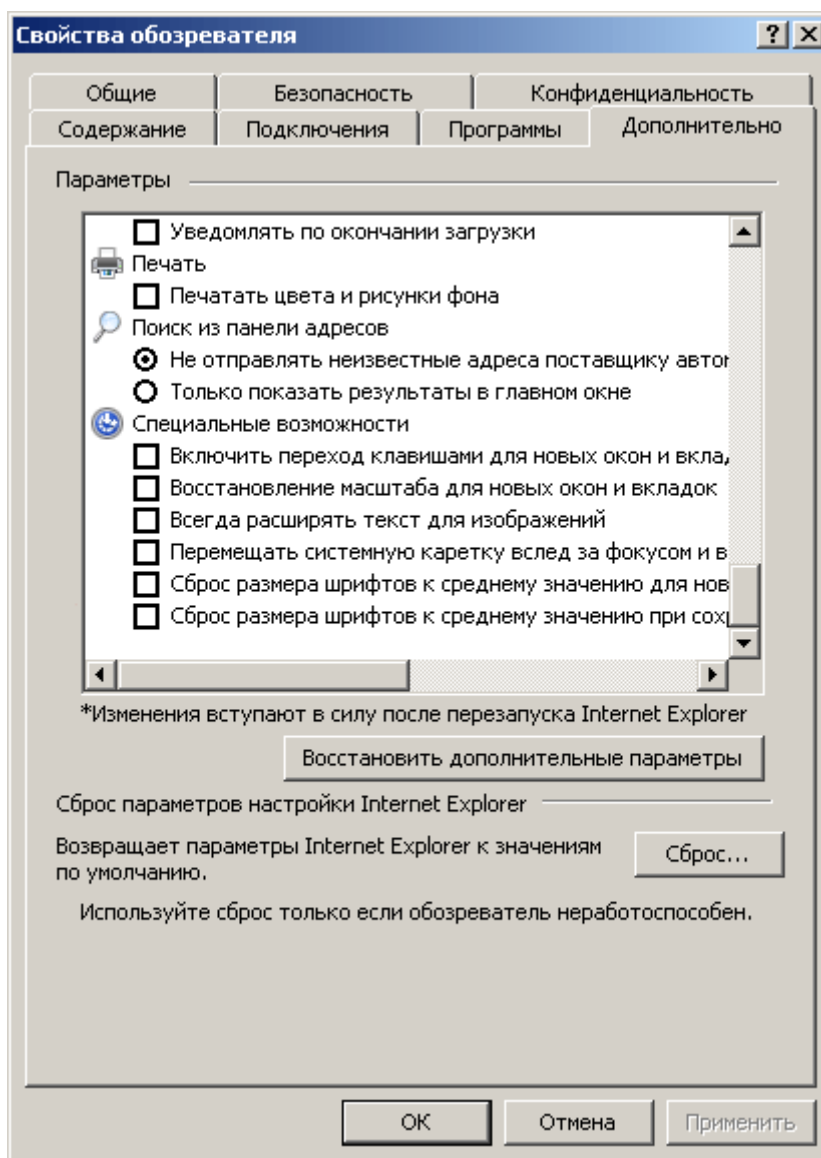 Свойства обозревателя
Общие
Безопасность
Конфиденциальность
Содержание
Подключения
Программы
Дополнительно
Параметры
Уведомлять по окончании загрузки
Печать
Печатать цвета и рисунки фона
Поиск из панели адресов
Не отправлять неизвестные адреса поставщику
Только показать результаты в главном окне
Специальные возможности
Включить переход клавишами для новых окон и
Восстановление масштаба для новых окон и вкладок
Всегда расширять текст для изображений
Перемещать системную каретку вслед за фокусом и
Сброс размера шрифтов к среднему значению для
Сброс размера шрифтов к среднему значению при
*Изменения вступают в силу после перезапуска Internet Explorer
Восстановить дополнительные параметры
Сброс параметров настройки Internet Explorer
Возвращает параметры Internet Explorer к значениям
по умолчанию.
Сброс...
Используйте сброс только если обозреватель неработоспособен.
ОК
Отмена
Применить